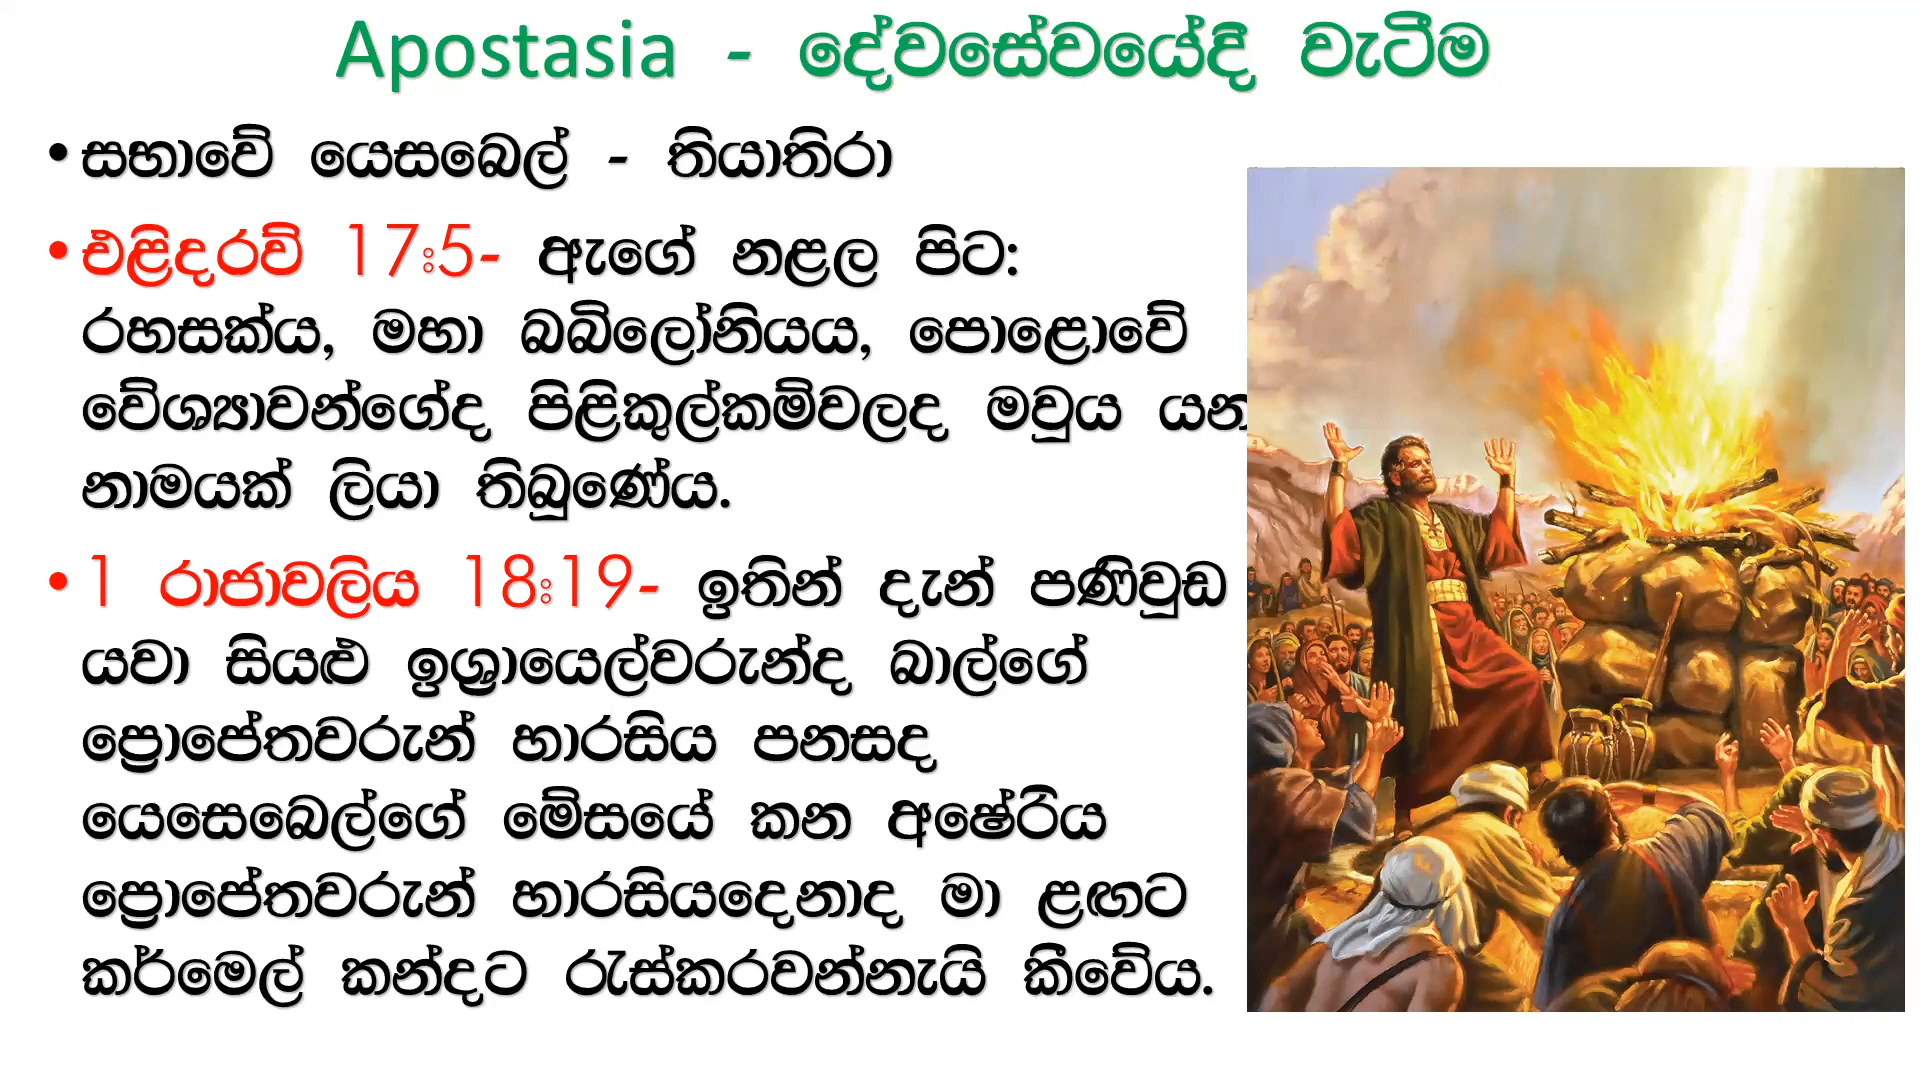 Apostasia - දේවසේවයේදී වැටීම
•සභාවේ යෙසබෙල් - තියාතිරා
•එළිදරව් 17:5- ඇගේ නළල පිට:
රහසක්ය, මහා බබිලෝනියය, පොළොවේ
වේශ්‍යාවන්ගේද පිළිකුල්කම්වලද මවුය යන
නාමයක් ලියා තිබුණේය.
•1 රාජාවලිය 18:19- ඉතින් දැන් පණිවුඩ
යවා සියළු ඉශ්‍රායෙල්වරුන්ද බාල්ගේ
ප්‍රොපේතවරුන් හාරසිය පනසද
යෙසෙබෙල්ගේ මේසයේ කන අෂේරිය
ප්‍රොපේතවරුන් හාරසියදෙනාද මා ළඟට
කර්මෙල් කන්දට රැස්කරවන්නැයි කීවේය.